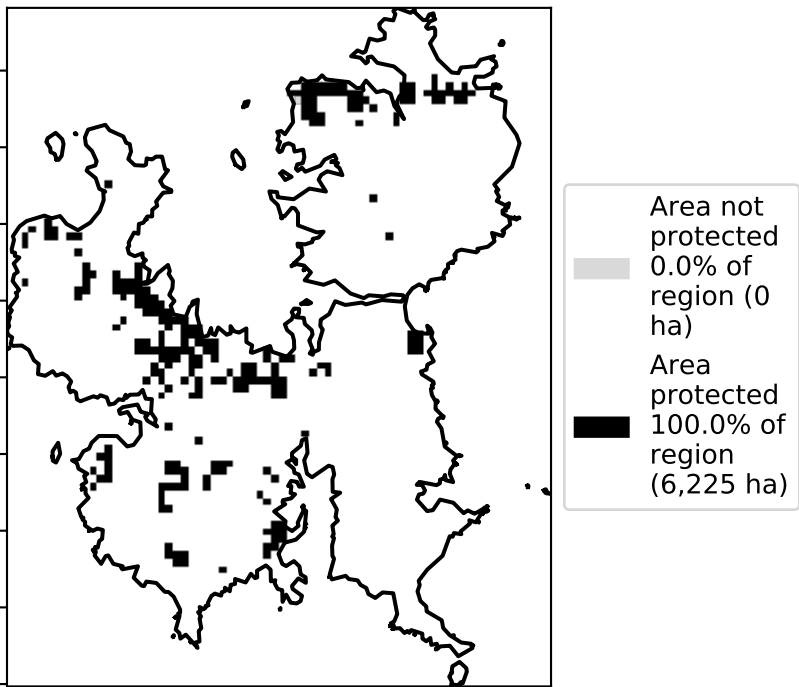 Area not
protected
0.0% of
region (0
ha)
Area
protected
100.0% of
region
(6,225 ha)